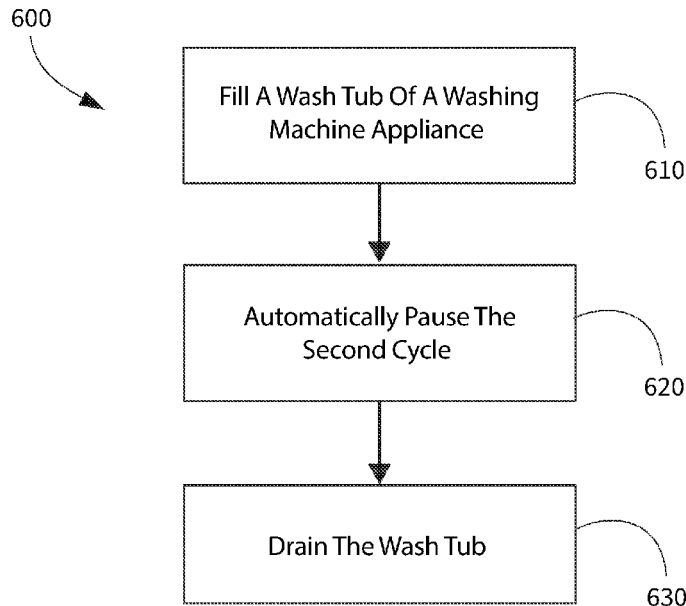 600
Fill A Wash Tub Of A Washing
Machine Appliance
610
Automatically Pause The
Second Cycle
620
Drain The Wash Tub
630